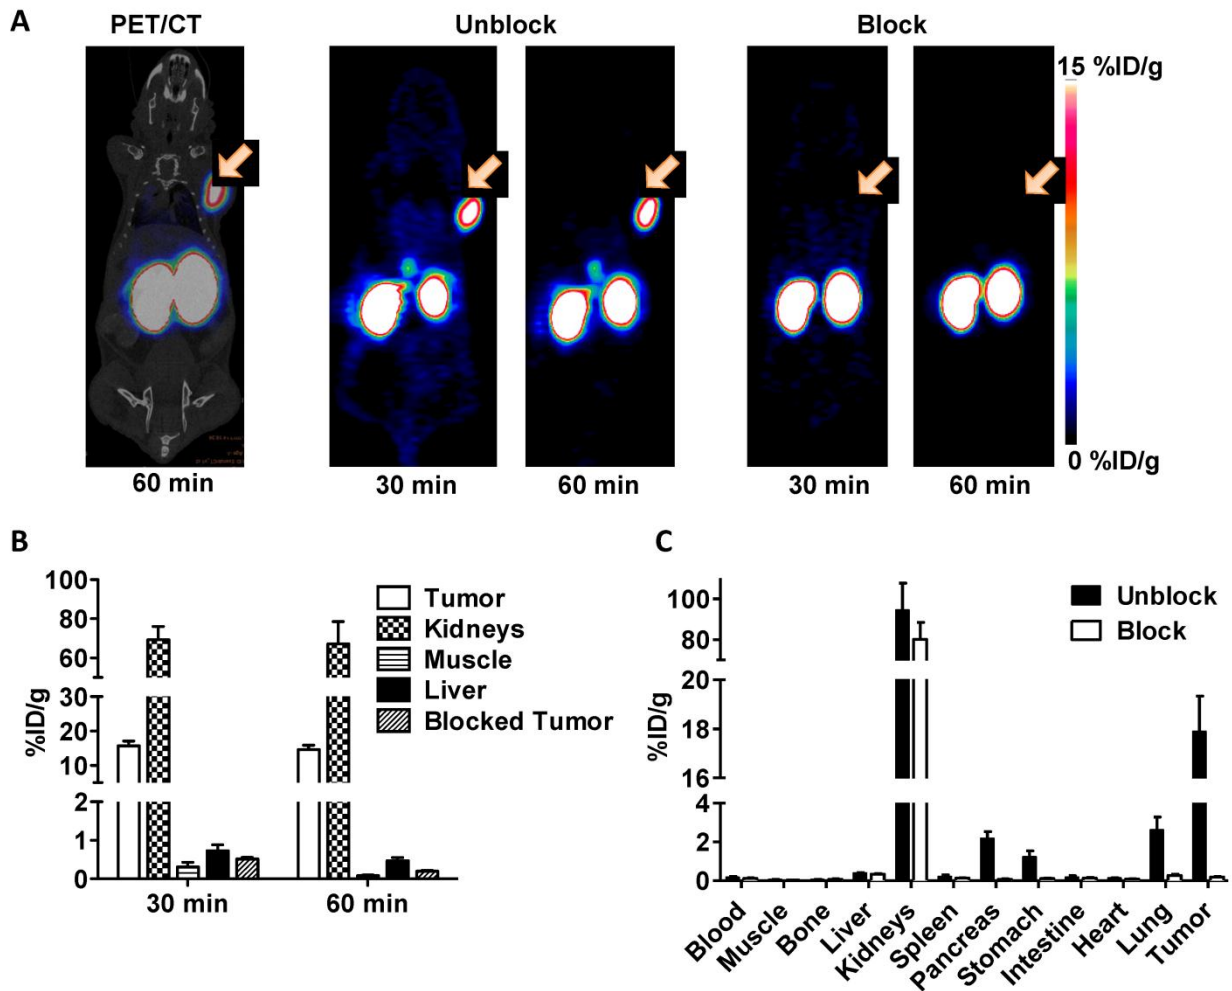 A
PET/CT
Unblock
Block
15 %ID/g
0 %ID/g
60 min
30 min
60 min
30 min
60 min
B
100
80
60
30
20
10
2
1
0
%ID/g
30 min
60 min
Tumor
Kidneys
Muscle
Liver
Blocked Tumor
C
100
80
20
18
16
4
2
0
%ID/g
Unblock
Block
Blood
Muscle
Bone
Liver
Kidneys
Spleen
Pancreas
Stomach
Intestine
Heart
Lung
Tumor